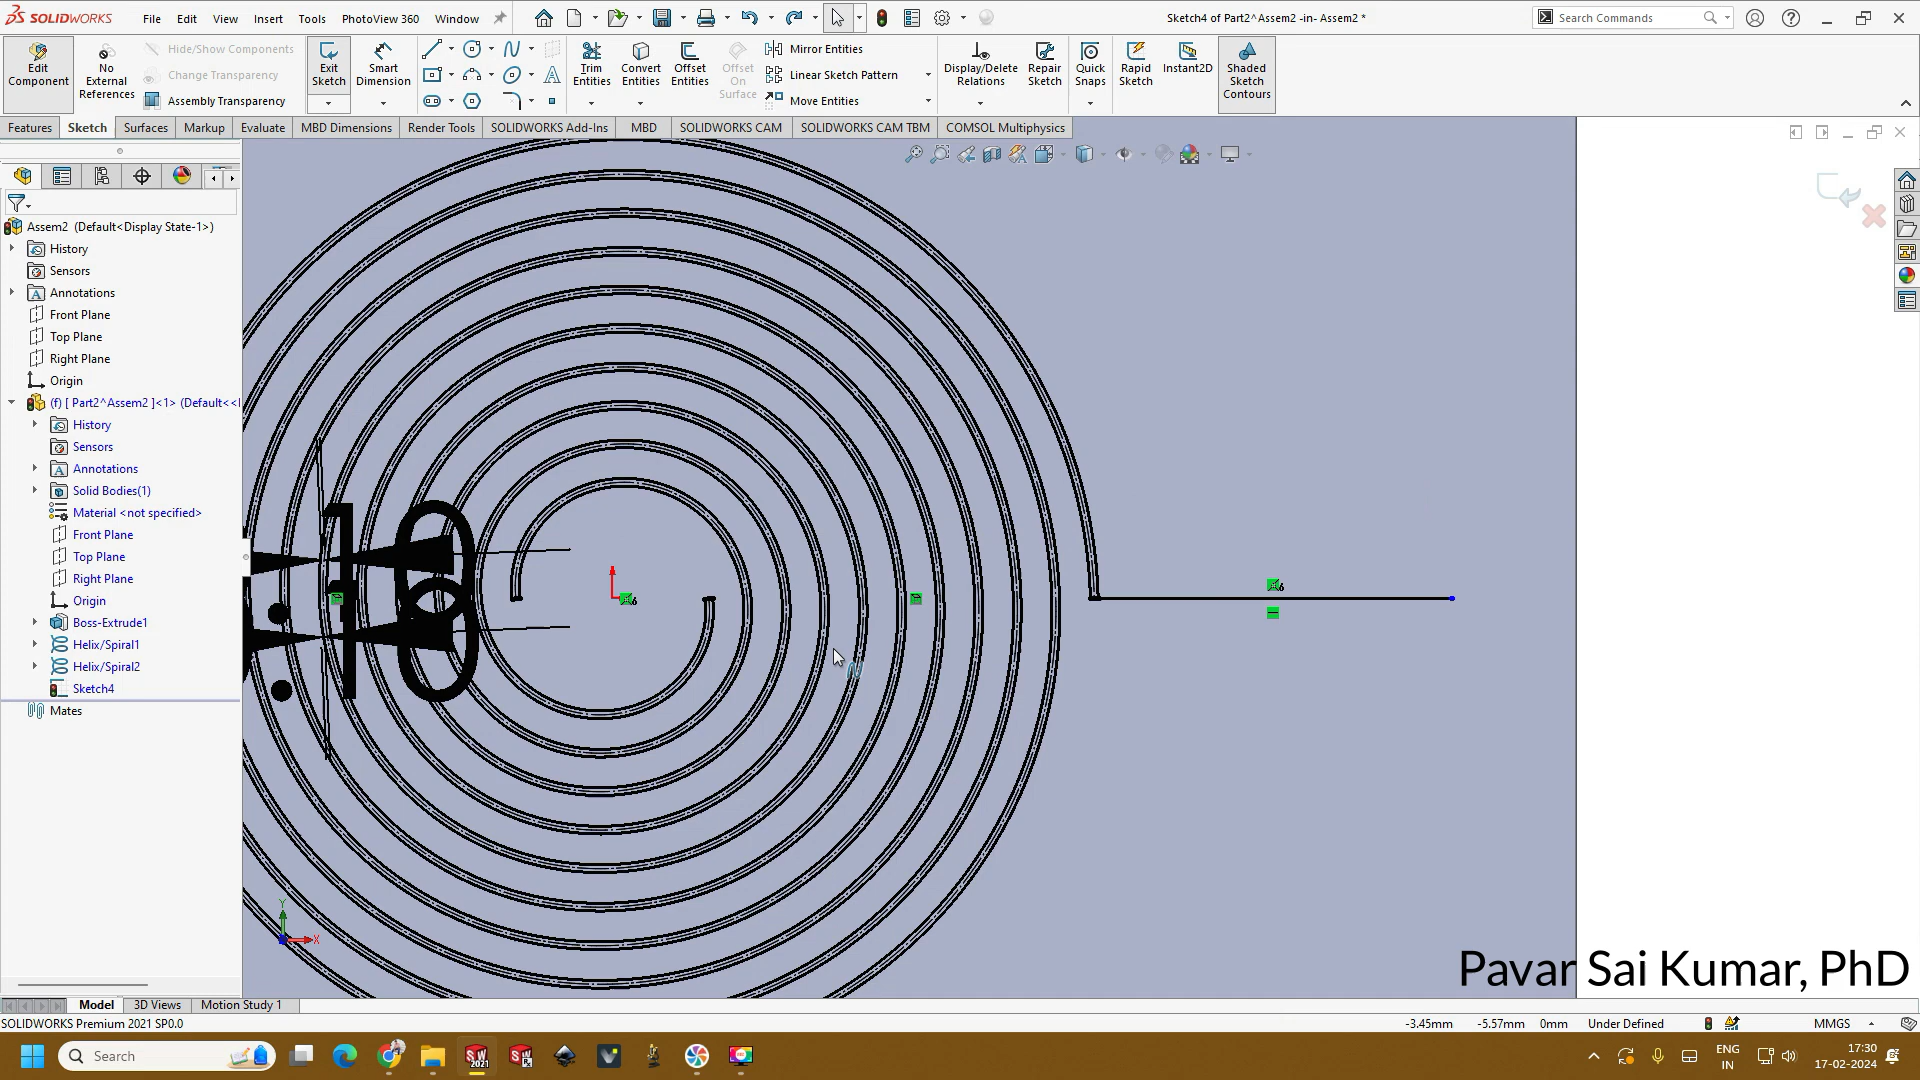 SOLIDWORKS
File
Edit
View
Insert
Tools
PhotoView 360
Window
Sketch4 of Part2^Assem2 -in- Assem2 *
Search Commands
Edit Component
No External References
Hide/Show Components
Change Transparency
Assembly Transparency
Exit Sketch
Smart Dimension
Trim Entities
Convert Entities
Offset Entities
Offset On Surface
Mirror Entities
Linear Sketch Pattern
Move Entities
Display/Delete Relations
Repair Sketch
Quick Snaps
Rapid Sketch
Instant2D
Shaded Sketch Contours
Features
Sketch
Surfaces
Markup
Evaluate
MBD Dimensions
Render Tools
SOLIDWORKS Add-Ins
MBD
SOLIDWORKS CAM
SOLIDWORKS CAM TBM
COMSOL Multiphysics
Assem2 (Default<Display State-1>)
History
Sensors
Annotations
Front Plane
Top Plane
Right Plane
Origin
(f) [ Part2^Assem2 ]<1> (Default<<
History
Sensors
Annotations
Solid Bodies(1)
Material <not specified>
Front Plane
Top Plane
Right Plane
Origin
Boss-Extrude1
Helix/Spiral1
Helix/Spiral2
Sketch4
Mates
6
6
Y
X
Pavar Sai Kumar, PhD
Model
3D Views
Motion Study 1
SOLIDWORKS Premium 2021 SP0.0
-3.45mm
-5.57mm
0mm
Under Defined
MMGS
Search
ENG
IN
17:30
17-02-2024